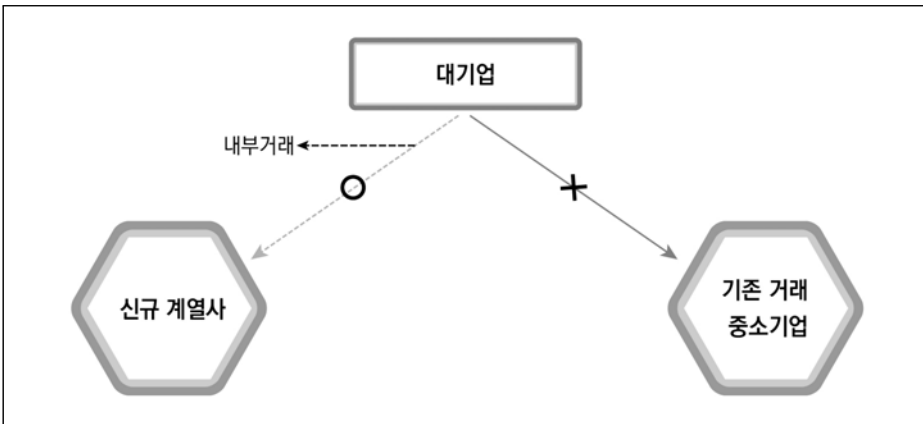 대기업
내부거래
신규 계열사
기존 거래
중소기업